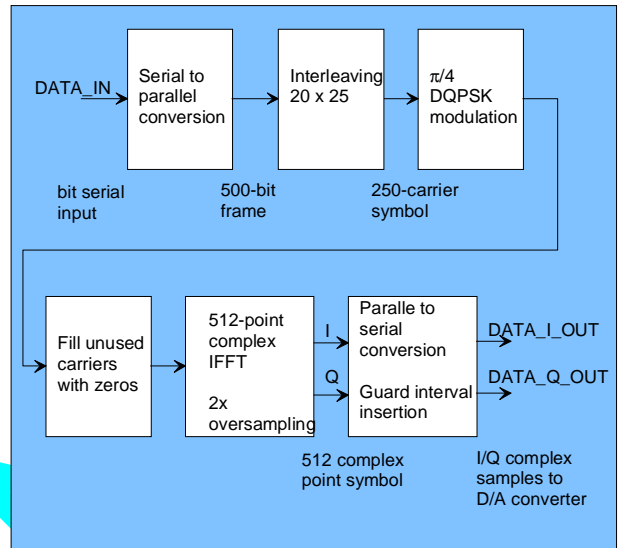 DATA_IN
Serial to
parallel
conversion
Interleaving
20 x 25
π/4
DQPSK
modulation
bit serial
input
500-bit
frame
250-carrier
symbol
Fill unused
carriers
with zeros
512-point
complex
IFFT
2x
oversampling
I
Q
Paralle to
serial
conversion
Guard interval
insertion
DATA_I_OUT
DATA_Q_OUT
512 complex
point symbol
I/Q complex
samples to
D/A converter